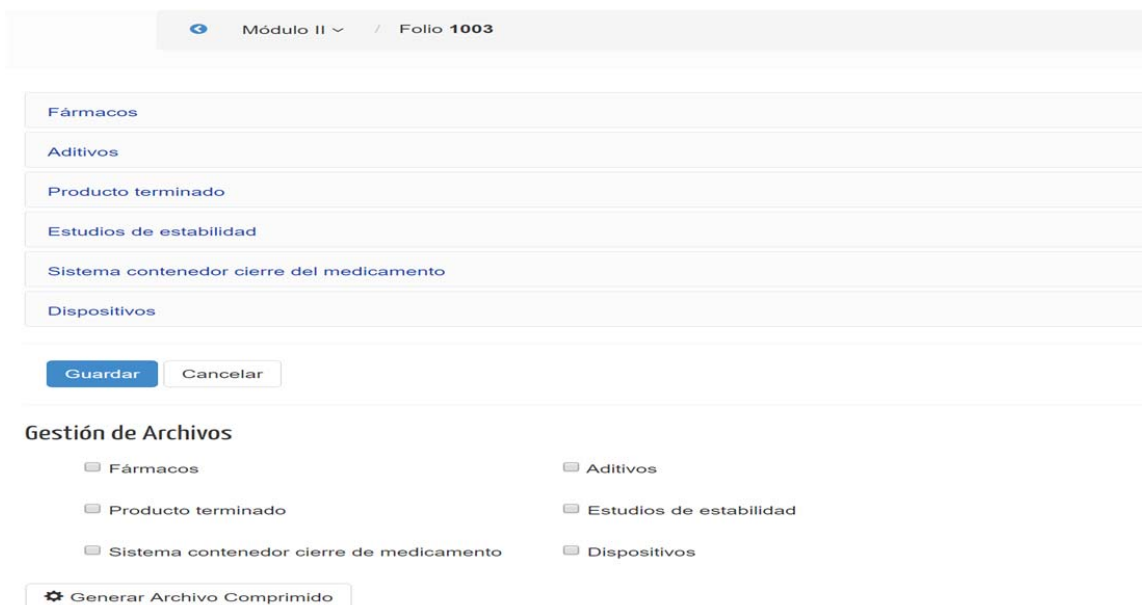 Módulo II / Folio 1003
Fármacos
Aditivos
Producto terminado
Estudios de estabilidad
Sistema contenedor cierre del medicamento
Dispositivos
Guardar Cancelar
Gestión de Archivos
Fármacos Aditivos
Producto terminado Estudios de estabilidad
Sistema contenedor cierre de medicamento Dispositivos
Generar Archivo Comprimido